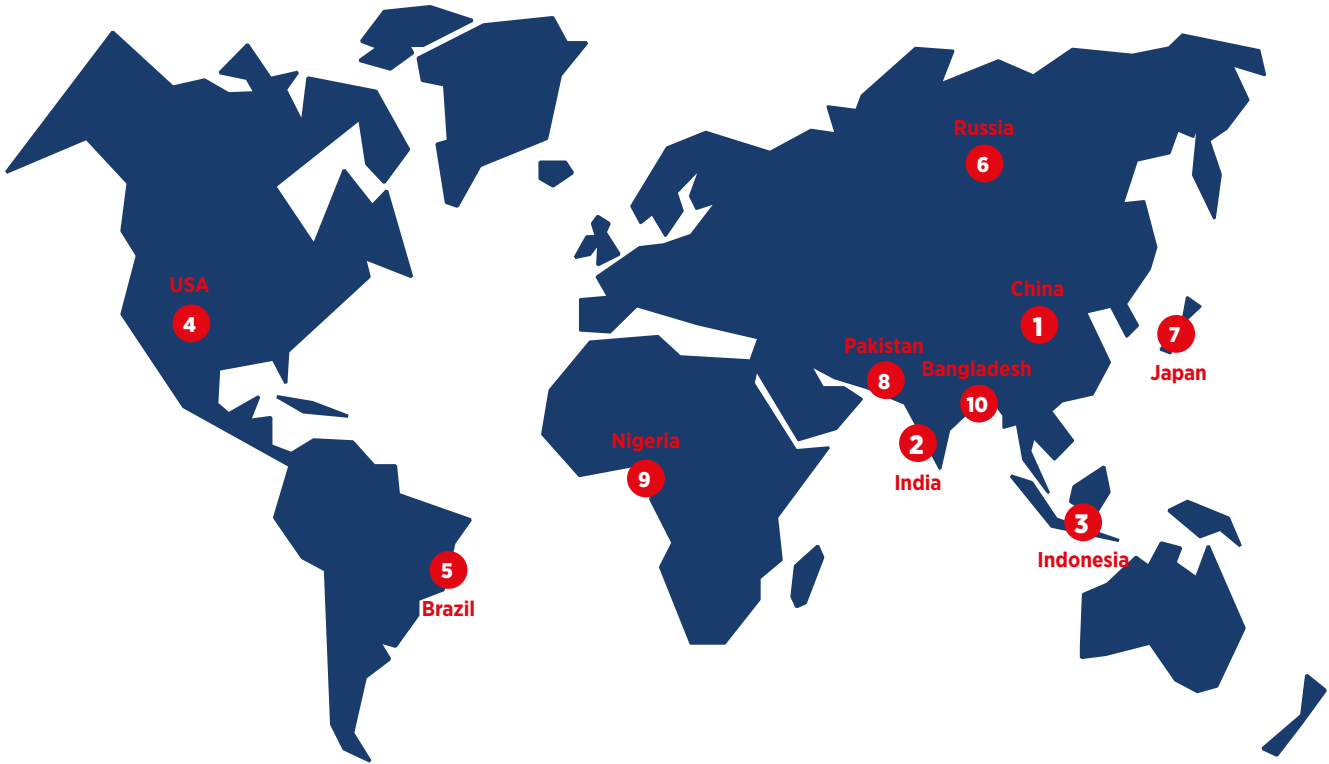 Russia
6
USA
4
China
1
Pakistan
8
Bangladesh
10
7
Japan
Nigeria
9
2
India
3
Indonesia
5
Brazil